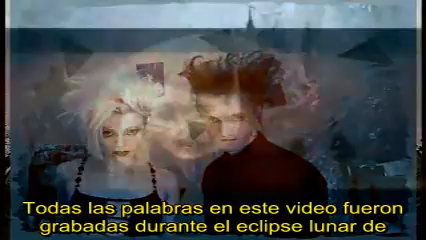 Todas las palabras en este video fueron
grabadas durante el eclipse lunar de